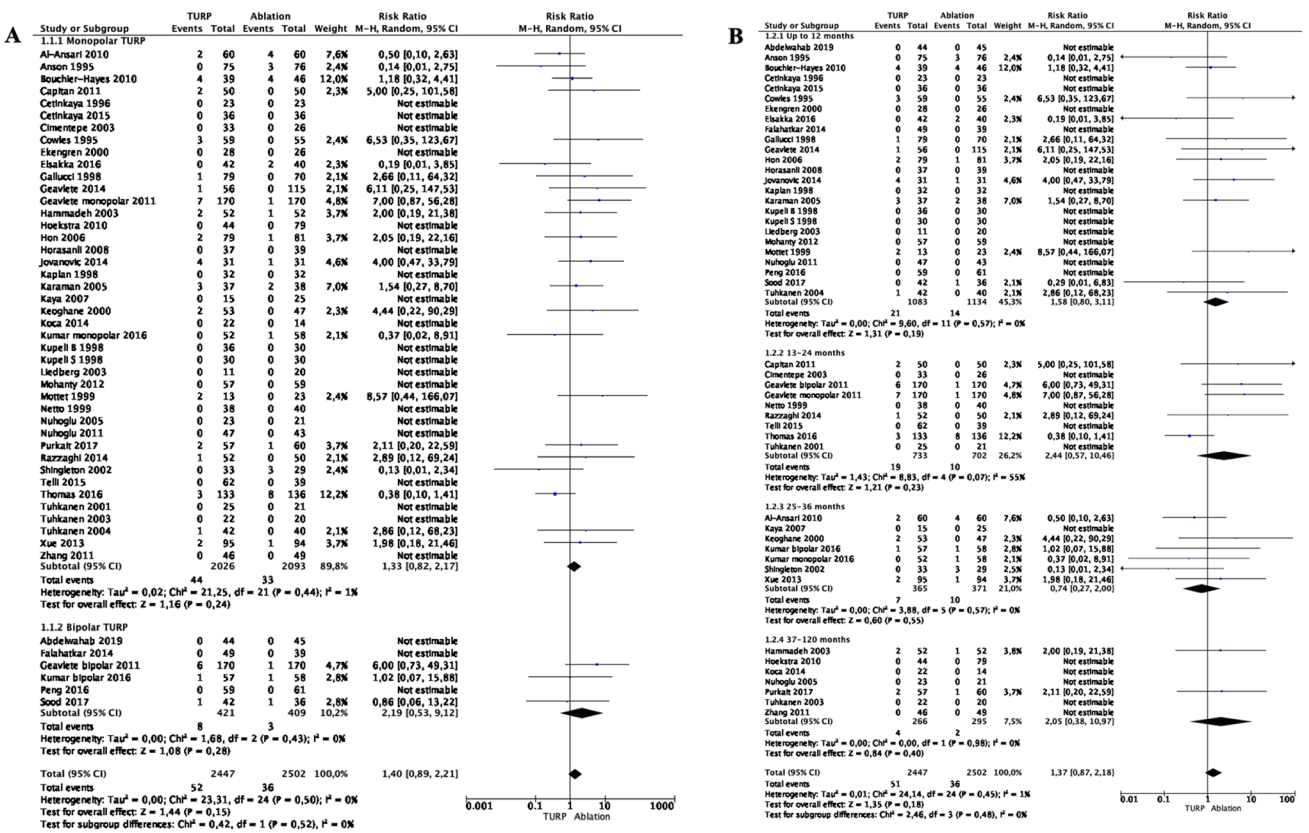 A
TURP Ablation Risk Ratio Risk Ratio
Study or Subgroup Events Total Events Total Weight M-H, Random, 95% CI M-H, Random, 95% CI
1.1.1 Monopolar TURP
Al-Ansari 2010 2 60 4 60 7,6% 0,50 [0,10, 2,63]
Anson 1995 0 75 3 76 2,4% 0,14 [0,01, 2,75]
Bouchier-Hayes 2010 4 39 4 46 12,0% 1,18 [0,32, 4,41]
Capitan 2011 2 50 0 50 2,3% 5,00 [0,25, 101,58]
Cetinkaya 1996 0 23 0 23 Not estimable
Cetinkaya 2015 0 36 0 36 Not estimable
Cimentepe 2003 0 33 0 26 Not estimable
Cowles 1995 3 59 0 55 2,4% 6,53 [0,35, 123,67]
Ekengren 2000 0 28 0 26 Not estimable
Elsakka 2016 0 42 2 40 2,3% 0,19 [0,01, 3,85]
Gallucci 1998 1 79 0 70 2,1% 2,66 [0,11, 64,32]
Geavlete 2014 1 56 0 115 2,1% 6,11 [0,25, 147,53]
Geavlete monopolar 2011 7 170 1 170 4,8% 7,00 [0,87, 56,28]
Hammadeh 2003 2 52 1 52 3,7% 2,00 [0,19, 21,38]
Hoekstra 2010 0 44 0 79 Not estimable
Hon 2006 2 79 1 81 3,7% 2,05 [0,19, 22,16]
Horasanli 2008 0 37 0 39 Not estimable
Jovanovic 2014 4 31 1 31 4,6% 4,00 [0,47, 33,79]
Kaplan 1998 0 32 0 32 Not estimable
Karaman 2005 3 37 2 38 7,0% 1,54 [0,27, 8,70]
Kaya 2007 0 15 0 25 Not estimable
Keoghane 2000 2 53 0 47 2,3% 4,44 [0,22, 90,29]
Koca 2014 0 22 0 14 Not estimable
Kumar monopolar 2016 0 52 1 58 2,1% 0,37 [0,02, 8,91]
Kupeli B 1998 0 36 0 30 Not estimable
Kupeli S 1998 0 30 0 30 Not estimable
Liedberg 2003 0 11 0 20 Not estimable
Mohanty 2012 0 57 0 59 Not estimable
Mottet 1999 2 13 0 23 2,4% 8,57 [0,44, 166,07]
Netto 1999 0 38 0 40 Not estimable
Nuhoglu 2005 0 23 0 21 Not estimable
Nuhoglu 2011 0 47 0 43 Not estimable
Purkait 2017 2 57 1 60 3,7% 2,11 [0,20, 22,59]
Razzaghi 2014 1 52 0 50 2,1% 2,89 [0,12, 69,24]
Shingleton 2002 0 33 3 29 2,4% 0,13 [0,01, 2,34]
Telli 2015 0 62 0 39 Not estimable
Thomas 2016 3 133 8 136 12,2% 0,38 [0,10, 1,41]
Tuhkanen 2001 0 25 0 21 Not estimable
Tuhkanen 2003 0 22 0 20 Not estimable
Tuhkanen 2004 1 42 0 40 2,1% 2,86 [0,12, 68,23]
Xue 2013 2 95 1 94 3,7% 1,98 [0,18, 21,46]
Zhang 2011 0 46 0 49 Not estimable
Subtotal (95% CI) 2026 2093 89,8% 1,33 [0,82, 2,17]
Total events 44 33
Heterogeneity: Tau² = 0,02; Chi² = 21,25, df = 21 (P = 0,44); I² = 1%
Test for overall effect: Z = 1,16 (P = 0,24)
1.1.2 Bipolar TURP
Abdelwahab 2019 0 44 0 45 Not estimable
Falahatkar 2014 0 49 0 39 Not estimable
Geavlete bipolar 2011 6 170 1 170 4,7% 6,00 [0,73, 49,31]
Kumar bipolar 2016 1 57 1 58 2,8% 1,02 [0,07, 15,88]
Peng 2016 0 59 0 61 Not estimable
Sood 2017 1 42 1 36 2,8% 0,86 [0,06, 13,22]
Subtotal (95% CI) 421 409 10,2% 2,19 [0,53, 9,12]
Total events 8 3
Heterogeneity: Tau² = 0,00; Chi² = 1,68, df = 2 (P = 0,43); I² = 0%
Test for overall effect: Z = 1,08 (P = 0,28)
Total (95% CI) 2447 2502 100,0% 1,40 [0,89, 2,21]
Total events 52 36
Heterogeneity: Tau² = 0,00; Chi² = 23,31, df = 24 (P = 0,50); I² = 0%
Test for overall effect: Z = 1,44 (P = 0,15)
Test for subgroup differences: Chi² = 0,42, df = 1 (P = 0,52), I² = 0%
0.001 0.1 1 10 1000
TURP Ablation
B
TURP Ablation Risk Ratio Risk Ratio
Study or Subgroup Events Total Events Total Weight M-H, Random, 95% CI M-H, Random, 95% CI
1.2.1 Up to 12 months
Abdelwahab 2019 0 44 0 45 Not estimable
Anson 1995 0 75 3 76 2,4% 0,14 [0,01, 2,75]
Bouchier-Hayes 2010 4 39 4 46 12,0% 1,18 [0,32, 4,41]
Cetinkaya 1996 0 23 0 23 Not estimable
Cetinkaya 2015 0 36 0 36 Not estimable
Cowles 1995 3 59 0 55 2,4% 6,53 [0,35, 123,67]
Ekengren 2000 0 28 0 26 Not estimable
Elsakka 2016 0 42 2 40 2,3% 0,19 [0,01, 3,85]
Falahatkar 2014 0 49 0 39 Not estimable
Gallucci 1998 1 79 0 70 2,1% 2,66 [0,11, 64,32]
Geavlete 2014 1 56 0 115 2,1% 6,11 [0,25, 147,53]
Hon 2006 2 79 1 81 3,7% 2,05 [0,19, 22,16]
Horasanli 2008 0 37 0 39 Not estimable
Jovanovic 2014 4 31 1 31 4,6% 4,00 [0,47, 33,79]
Kaplan 1998 0 32 0 32 Not estimable
Karaman 2005 3 37 2 38 7,0% 1,54 [0,27, 8,70]
Kupeli B 1998 0 36 0 30 Not estimable
Kupeli S 1998 0 30 0 30 Not estimable
Liedberg 2003 0 11 0 20 Not estimable
Mohanty 2012 0 57 0 59 Not estimable
Mottet 1999 2 13 0 23 2,4% 8,57 [0,44, 166,07]
Nuhoglu 2011 0 47 0 43 Not estimable
Peng 2016 0 59 0 61 Not estimable
Sood 2017 0 42 1 36 2,1% 0,29 [0,01, 6,83]
Tuhkanen 2004 1 42 0 40 2,1% 2,86 [0,12, 68,23]
Subtotal (95% CI) 1083 1134 45,3% 1,58 [0,80, 3,11]
Total events 21 14
Heterogeneity: Tau² = 0,00; Chi² = 9,60, df = 11 (P = 0,57); I² = 0%
Test for overall effect: Z = 1,31 (P = 0,19)
1.2.2 13-24 months
Capitan 2011 2 50 0 50 2,3% 5,00 [0,25, 101,58]
Cimentepe 2003 0 33 0 26 Not estimable
Geavlete bipolar 2011 6 170 1 170 4,7% 6,00 [0,73, 49,31]
Geavlete monopolar 2011 7 170 1 170 4,8% 7,00 [0,87, 56,28]
Netto 1999 0 38 0 40 Not estimable
Razzaghi 2014 1 52 0 50 2,1% 2,89 [0,12, 69,24]
Telli 2015 0 62 0 39 Not estimable
Thomas 2016 3 133 8 136 12,2% 0,38 [0,10, 1,41]
Tuhkanen 2001 0 25 0 21 Not estimable
Subtotal (95% CI) 733 702 26,2% 2,44 [0,57, 10,46]
Total events 19 10
Heterogeneity: Tau² = 1,43; Chi² = 8,83, df = 4 (P = 0,07); I² = 55%
Test for overall effect: Z = 1,21 (P = 0,23)
1.2.3 25-36 months
Al-Ansari 2010 2 60 4 60 7,6% 0,50 [0,10, 2,63]
Kaya 2007 0 15 0 25 Not estimable
Keoghane 2000 2 53 0 47 2,3% 4,44 [0,22, 90,29]
Kumar bipolar 2016 1 57 1 58 2,8% 1,02 [0,07, 15,88]
Kumar monopolar 2016 0 52 1 58 2,1% 0,37 [0,02, 8,91]
Shingleton 2002 0 33 3 29 2,4% 0,13 [0,01, 2,34]
Xue 2013 2 95 1 94 3,7% 1,98 [0,18, 21,46]
Subtotal (95% CI) 365 371 21,0% 0,74 [0,27, 2,00]
Total events 7 10
Heterogeneity: Tau² = 0,00; Chi² = 3,88, df = 5 (P = 0,57); I² = 0%
Test for overall effect: Z = 0,60 (P = 0,55)
1.2.4 37-120 months
Hammadeh 2003 2 52 1 52 3,8% 2,00 [0,19, 21,38]
Hoekstra 2010 0 44 0 79 Not estimable
Koca 2014 0 22 0 14 Not estimable
Nuhoglu 2005 0 23 0 21 Not estimable
Purkait 2017 2 57 1 60 3,7% 2,11 [0,20, 22,59]
Tuhkanen 2003 0 22 0 20 Not estimable
Zhang 2011 0 46 0 49 Not estimable
Subtotal (95% CI) 266 295 7,5% 2,05 [0,38, 10,97]
Total events 4 2
Heterogeneity: Tau² = 0,00; Chi² = 0,00, df = 1 (P = 0,98); I² = 0%
Test for overall effect: Z = 0,84 (P = 0,40)
Total (95% CI) 2447 2502 100,0% 1,37 [0,87, 2,18]
Total events 51 36
Heterogeneity: Tau² = 0,01; Chi² = 24,14, df = 24 (P = 0,45); I² = 1%
Test for overall effect: Z = 1,35 (P = 0,18)
Test for subgroup differences: Chi² = 2,46, df = 3 (P = 0,48), I² = 0%
0.01 0.1 1 10 100
TURP Ablation